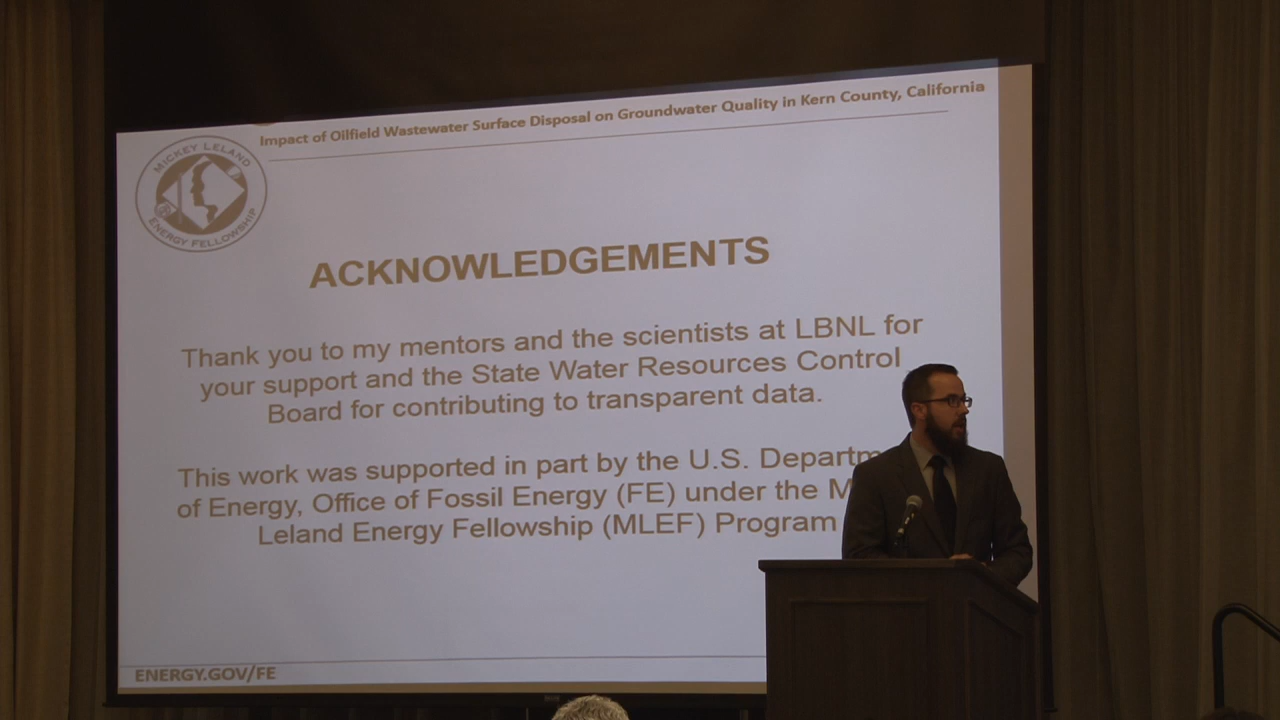 Impact of Oilfield Wastewater Surface Disposal on Groundwater Quality in Kern County, California
MICKEY LELAND
ENERGY FELLOWSHIP
ACKNOWLEDGEMENTS
Thank you to my mentors and the scientists at LBNL for
your support and the State Water Resources Control
Board for contributing to transparent data.
This work was supported in part by the U.S. Departm
of Energy, Office of Fossil Energy (FE) under the M
Leland Energy Fellowship (MLEF) Program
ENERGY.GOV/FE